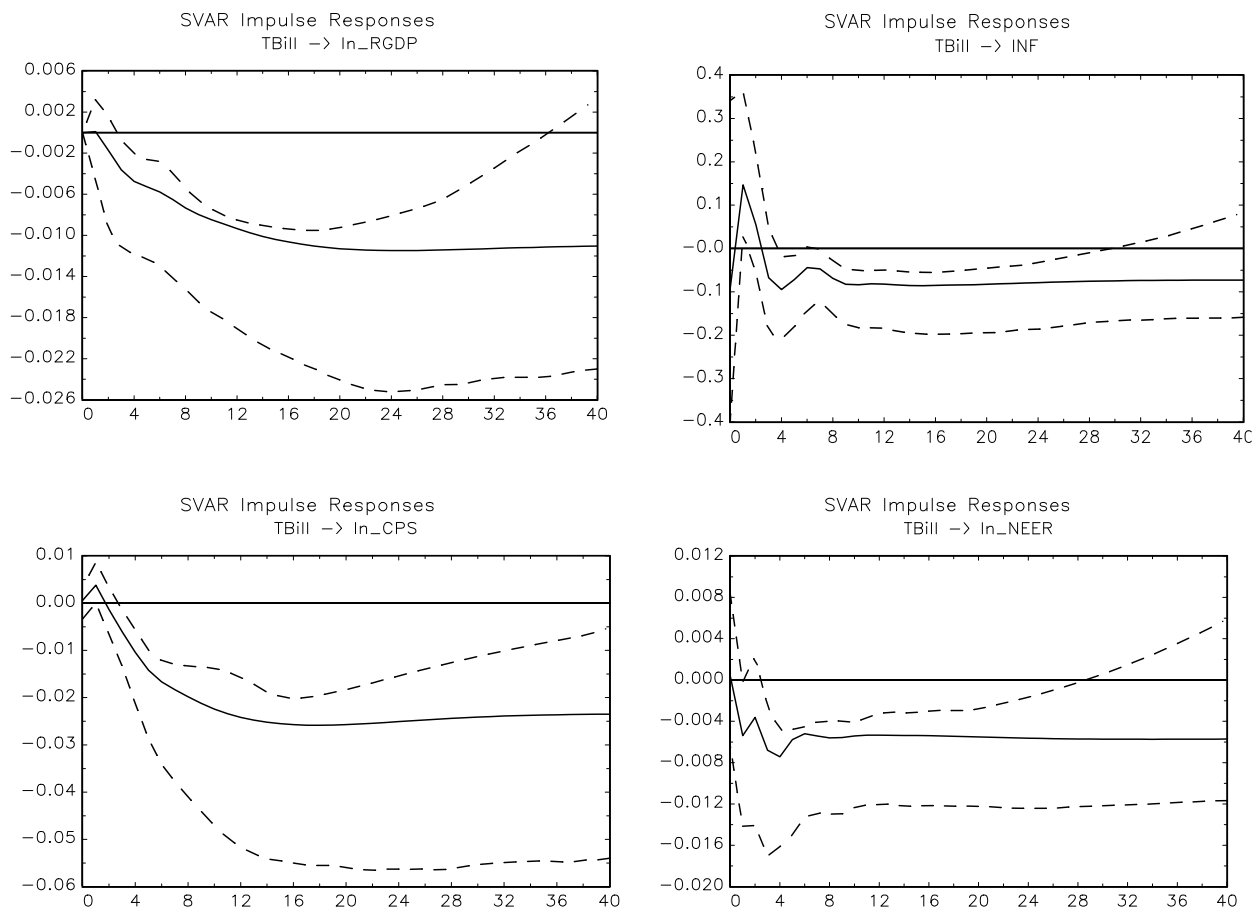 SVAR Impulse Responses
TBill -> ln_RGDP
0.006
0.002
-0.002
-0.006
-0.010
-0.014
-0.018
-0.022
-0.026
0 4 8 12 16 20 24 28 32 36 40
SVAR Impulse Responses
TBill -> INF
0.4
0.3
0.2
0.1
-0.0
-0.1
-0.2
-0.3
-0.4
0 4 8 12 16 20 24 28 32 36 40
SVAR Impulse Responses
TBill -> ln_CPS
0.01
0.00
-0.01
-0.02
-0.03
-0.04
-0.05
-0.06
0 4 8 12 16 20 24 28 32 36 40
SVAR Impulse Responses
TBill -> ln_NEER
0.012
0.008
0.004
0.000
-0.004
-0.008
-0.012
-0.016
-0.020
0 4 8 12 16 20 24 28 32 36 40